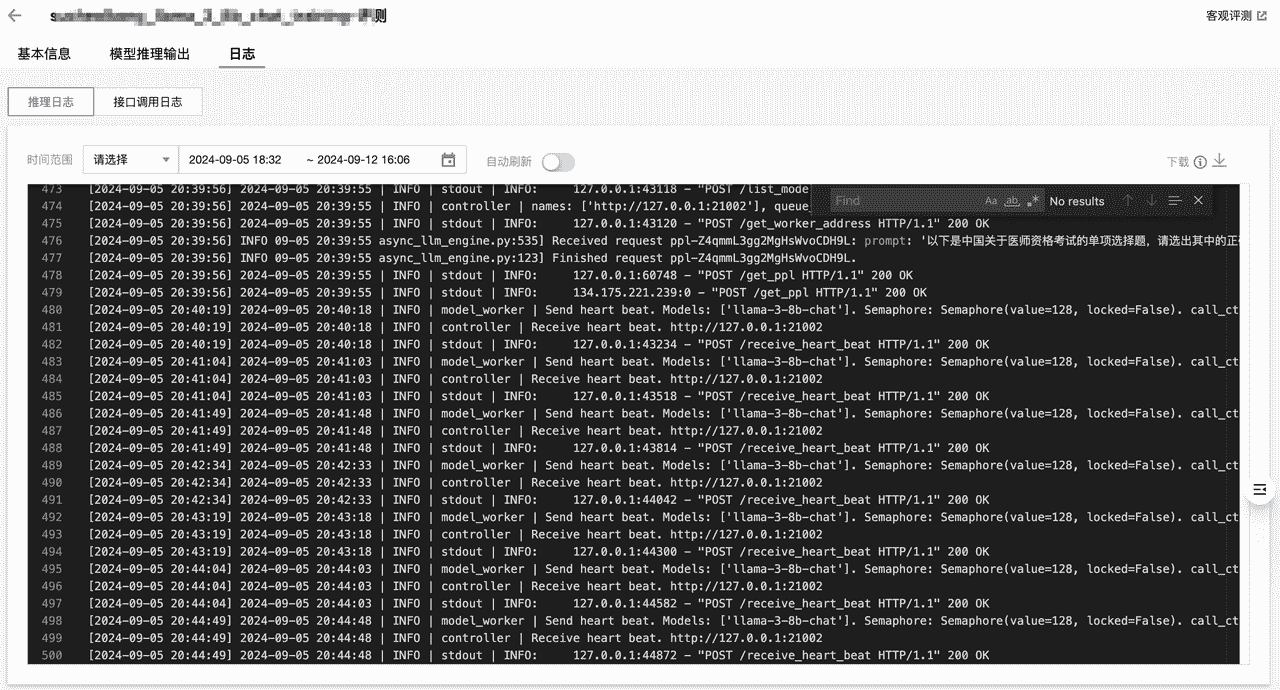 测
客观评测
基本信息 模型推理输出 日志
推理日志 接口调用日志
时间范围 请选择 2024-09-05 18:32 ~ 2024-09-12 16:06 自动刷新 下载
Find Aa ab .* No results
473 [2024-09-05 20:39:56] 2024-09-05 20:39:55 | INFO | stdout | INFO: 127.0.0.1:43118 - "POST /list_mode
474 [2024-09-05 20:39:56] 2024-09-05 20:39:55 | INFO | controller | names: ['http://127.0.0.1:21002'], queue_
475 [2024-09-05 20:39:56] 2024-09-05 20:39:55 | INFO | stdout | INFO: 127.0.0.1:43120 - "POST /get_worker_address HTTP/1.1" 200 OK
476 [2024-09-05 20:39:56] INFO 09-05 20:39:55 async_llm_engine.py:535] Received request ppl-Z4qmmL3gg2MgHsWvoCDH9L: prompt: '以下是中国关于医师资格考试的单项选择题，请选出其中的正
477 [2024-09-05 20:39:56] INFO 09-05 20:39:55 async_llm_engine.py:123] Finished request ppl-Z4qmmL3gg2MgHsWvoCDH9L.
478 [2024-09-05 20:39:56] 2024-09-05 20:39:55 | INFO | stdout | INFO: 127.0.0.1:60748 - "POST /get_ppl HTTP/1.1" 200 OK
479 [2024-09-05 20:39:56] 2024-09-05 20:39:55 | INFO | stdout | INFO: 134.175.221.239:0 - "POST /get_ppl HTTP/1.1" 200 OK
480 [2024-09-05 20:40:19] 2024-09-05 20:40:18 | INFO | model_worker | Send heart beat. Models: ['llama-3-8b-chat']. Semaphore: Semaphore(value=128, locked=False). call_ct
481 [2024-09-05 20:40:19] 2024-09-05 20:40:18 | INFO | controller | Receive heart beat. http://127.0.0.1:21002
482 [2024-09-05 20:40:19] 2024-09-05 20:40:18 | INFO | stdout | INFO: 127.0.0.1:43234 - "POST /receive_heart_beat HTTP/1.1" 200 OK
483 [2024-09-05 20:41:04] 2024-09-05 20:41:03 | INFO | model_worker | Send heart beat. Models: ['llama-3-8b-chat']. Semaphore: Semaphore(value=128, locked=False). call_ct
484 [2024-09-05 20:41:04] 2024-09-05 20:41:03 | INFO | controller | Receive heart beat. http://127.0.0.1:21002
485 [2024-09-05 20:41:04] 2024-09-05 20:41:03 | INFO | stdout | INFO: 127.0.0.1:43518 - "POST /receive_heart_beat HTTP/1.1" 200 OK
486 [2024-09-05 20:41:49] 2024-09-05 20:41:48 | INFO | model_worker | Send heart beat. Models: ['llama-3-8b-chat']. Semaphore: Semaphore(value=128, locked=False). call_ct
487 [2024-09-05 20:41:49] 2024-09-05 20:41:48 | INFO | controller | Receive heart beat. http://127.0.0.1:21002
488 [2024-09-05 20:41:49] 2024-09-05 20:41:48 | INFO | stdout | INFO: 127.0.0.1:43814 - "POST /receive_heart_beat HTTP/1.1" 200 OK
489 [2024-09-05 20:42:34] 2024-09-05 20:42:33 | INFO | model_worker | Send heart beat. Models: ['llama-3-8b-chat']. Semaphore: Semaphore(value=128, locked=False). call_ct
490 [2024-09-05 20:42:34] 2024-09-05 20:42:33 | INFO | controller | Receive heart beat. http://127.0.0.1:21002
491 [2024-09-05 20:42:34] 2024-09-05 20:42:33 | INFO | stdout | INFO: 127.0.0.1:44042 - "POST /receive_heart_beat HTTP/1.1" 200 OK
492 [2024-09-05 20:43:19] 2024-09-05 20:43:18 | INFO | model_worker | Send heart beat. Models: ['llama-3-8b-chat']. Semaphore: Semaphore(value=128, locked=False). call_ct
493 [2024-09-05 20:43:19] 2024-09-05 20:43:18 | INFO | controller | Receive heart beat. http://127.0.0.1:21002
494 [2024-09-05 20:43:19] 2024-09-05 20:43:18 | INFO | stdout | INFO: 127.0.0.1:44300 - "POST /receive_heart_beat HTTP/1.1" 200 OK
495 [2024-09-05 20:44:04] 2024-09-05 20:44:03 | INFO | model_worker | Send heart beat. Models: ['llama-3-8b-chat']. Semaphore: Semaphore(value=128, locked=False). call_ct
496 [2024-09-05 20:44:04] 2024-09-05 20:44:03 | INFO | controller | Receive heart beat. http://127.0.0.1:21002
497 [2024-09-05 20:44:04] 2024-09-05 20:44:03 | INFO | stdout | INFO: 127.0.0.1:44582 - "POST /receive_heart_beat HTTP/1.1" 200 OK
498 [2024-09-05 20:44:49] 2024-09-05 20:44:48 | INFO | model_worker | Send heart beat. Models: ['llama-3-8b-chat']. Semaphore: Semaphore(value=128, locked=False). call_ct
499 [2024-09-05 20:44:49] 2024-09-05 20:44:48 | INFO | controller | Receive heart beat. http://127.0.0.1:21002
500 [2024-09-05 20:44:49] 2024-09-05 20:44:48 | INFO | stdout | INFO: 127.0.0.1:44872 - "POST /receive_heart_beat HTTP/1.1" 200 OK